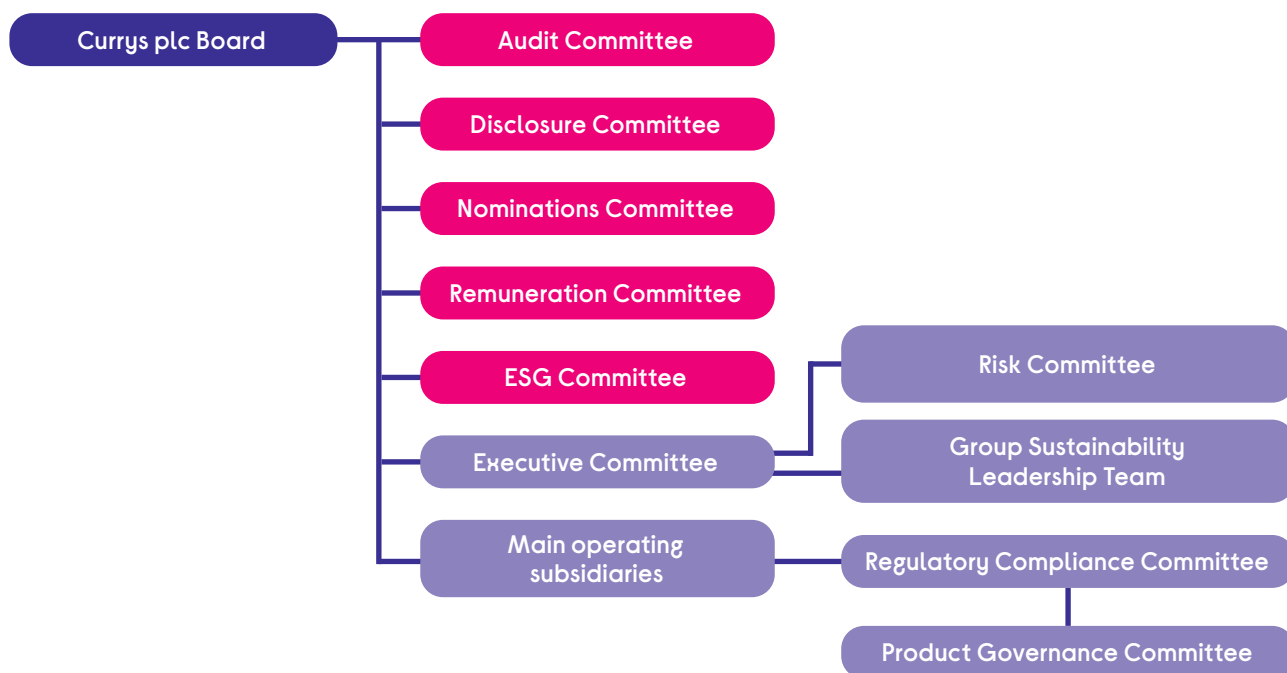 Currys plc Board
Audit Committee
Disclosure Committee
Nominations Committee
Remuneration Committee
ESG Committee
Executive Committee
Main operating
subsidiaries
Risk Committee
Group Sustainability
Leadership Team
Regulatory Compliance Committee
Product Governance Committee